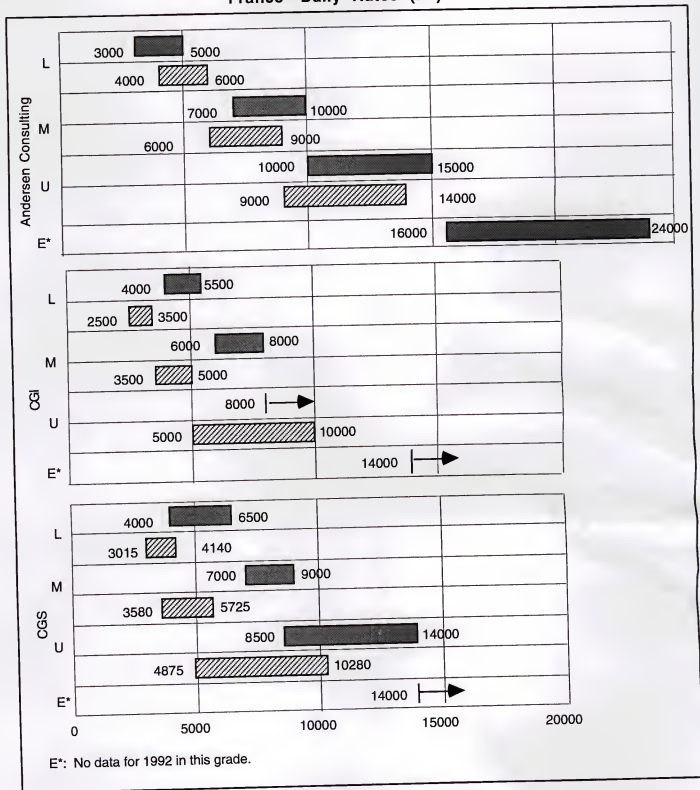 France Daily Rates
Andersen Consulting
L
3000 5000
4000 6000
M
7000 10000
6000 9000
U
10000 15000
9000 14000
E*
16000 24000
CGI
L
4000 5500
2500 3500
M
6000 8000
3500 5000
U
8000
5000 10000
E*
14000
CGS
L
4000 6500
3015 4140
M
7000 9000
3580 5725
U
8500 14000
4875 10280
E*
14000
0 5000 10000 15000 20000
E*: No data for 1992 in this grade.